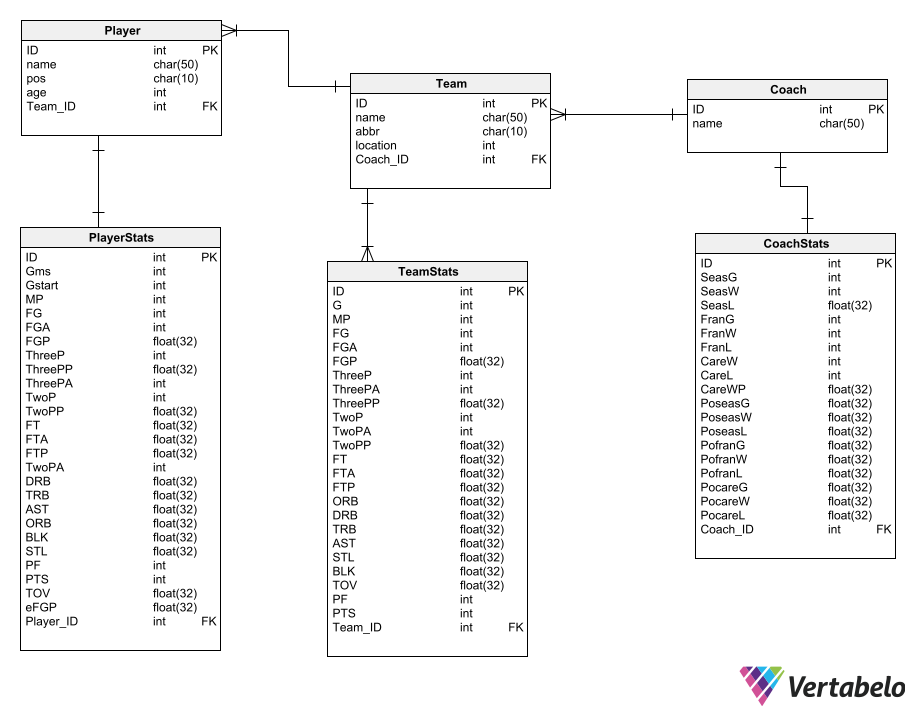 Player
ID int PK
name char(50)
pos char(10)
age int
Team_ID int FK
Team
ID int PK
name char(50)
abbr char(10)
location int
Coach_ID int FK
Coach
ID int PK
name char(50)
PlayerStats
ID int PK
Gms int
Gstart int
MP int
FG int
FGA int
FGP float(32)
ThreeP int
ThreePP float(32)
ThreePA int
TwoP int
TwoPP float(32)
FT float(32)
FTA float(32)
FTP float(32)
TwoPA int
DRB float(32)
TRB float(32)
AST float(32)
ORB float(32)
BLK float(32)
STL float(32)
PF int
PTS int
TOV float(32)
eFGP float(32)
Player_ID int FK
TeamStats
ID int PK
G int
MP int
FG int
FGA int
FGP float(32)
ThreeP int
ThreePA int
ThreePP float(32)
TwoP int
TwoPA int
TwoPP float(32)
FT float(32)
FTA float(32)
FTP float(32)
ORB float(32)
DRB float(32)
TRB float(32)
AST float(32)
STL float(32)
BLK float(32)
TOV float(32)
PF int
PTS int
Team_ID int FK
CoachStats
ID int PK
SeasG int
SeasW int
SeasL float(32)
FranG int
FranW int
FranL int
CareW int
CareL int
CareWP float(32)
PoseasG float(32)
PoseasW float(32)
PoseasL float(32)
PofranG float(32)
PofranW float(32)
PofranL float(32)
PocareG float(32)
PocareW float(32)
PocareL float(32)
Coach_ID int FK
Vertabelo